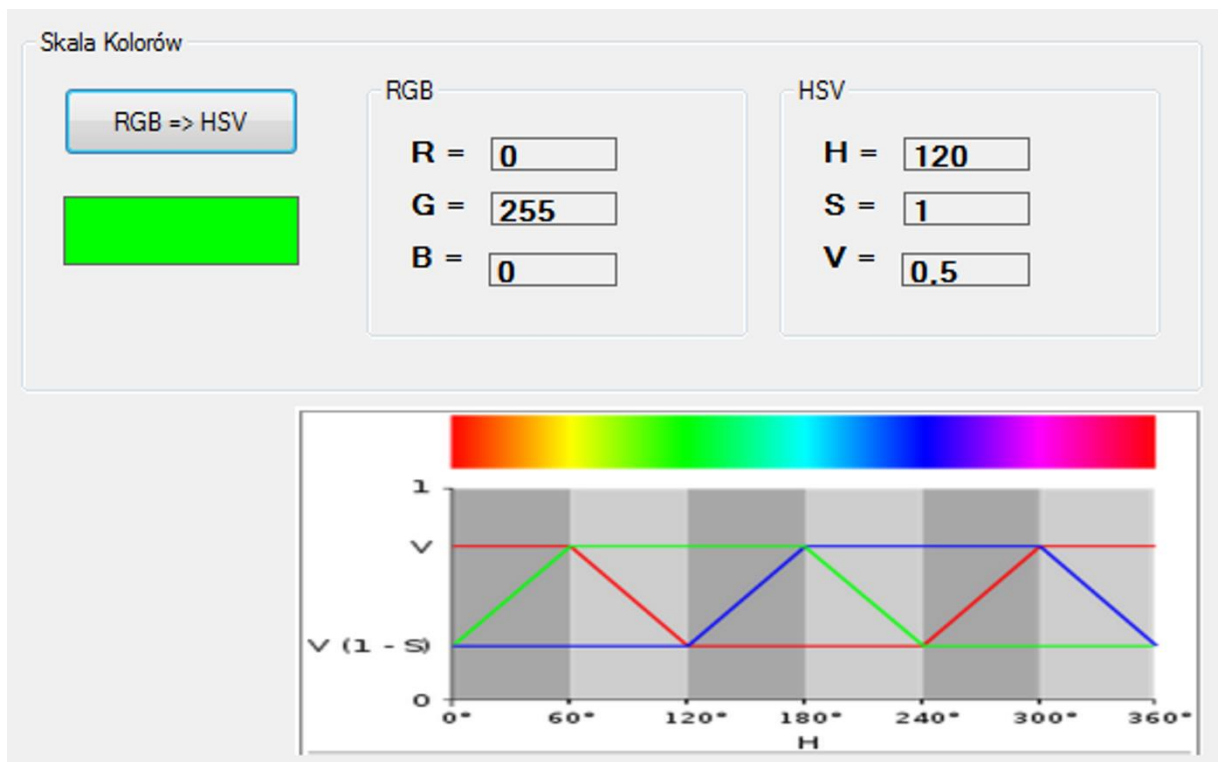 Skala Kolorów
RGB => HSV
RGB
R = 0
G = 255
B = 0
HSV
H = 120
S = 1
V = 0,5
1
V
V (1 - S)
0
0° 60° 120° 180° 240° 300° 360°
H